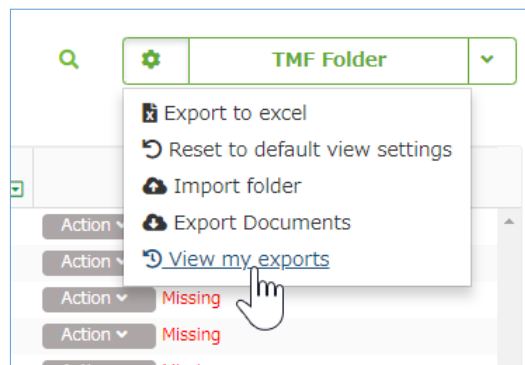 TMF Folder
Export to excel
Reset to default view settings
Import folder
Export Documents
View my exports
Action
Action
Action Missing
Action Missing